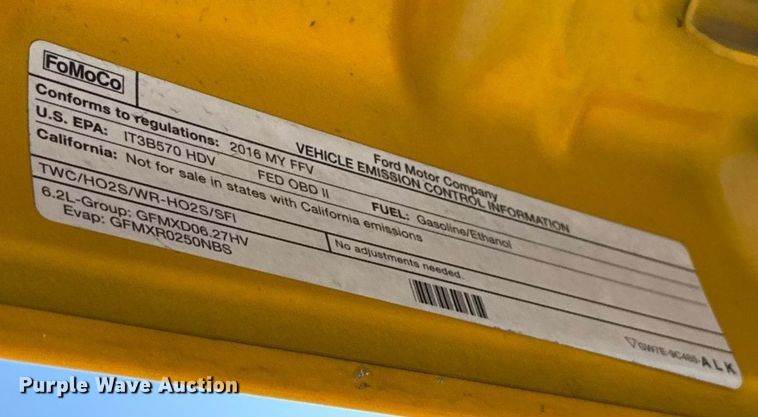 FoMoCo
Ford Motor Company
VEHICLE EMISSION CONTROL INFORMATION
Conforms to regulations: 2016 MY FFV
U.S. EPA: IT3B570 HDV FED OBD II FUEL: Gasoline/Ethanol
California: Not for sale in states with California emissions
TWC/HO2S/WR-HO2S/SFI
No adjustments needed.
6.2L-Group: GFMXD06.27HV
Evap: GFMXR0250NBS
GW7E-9C485-ALK
Purple Wave Auction